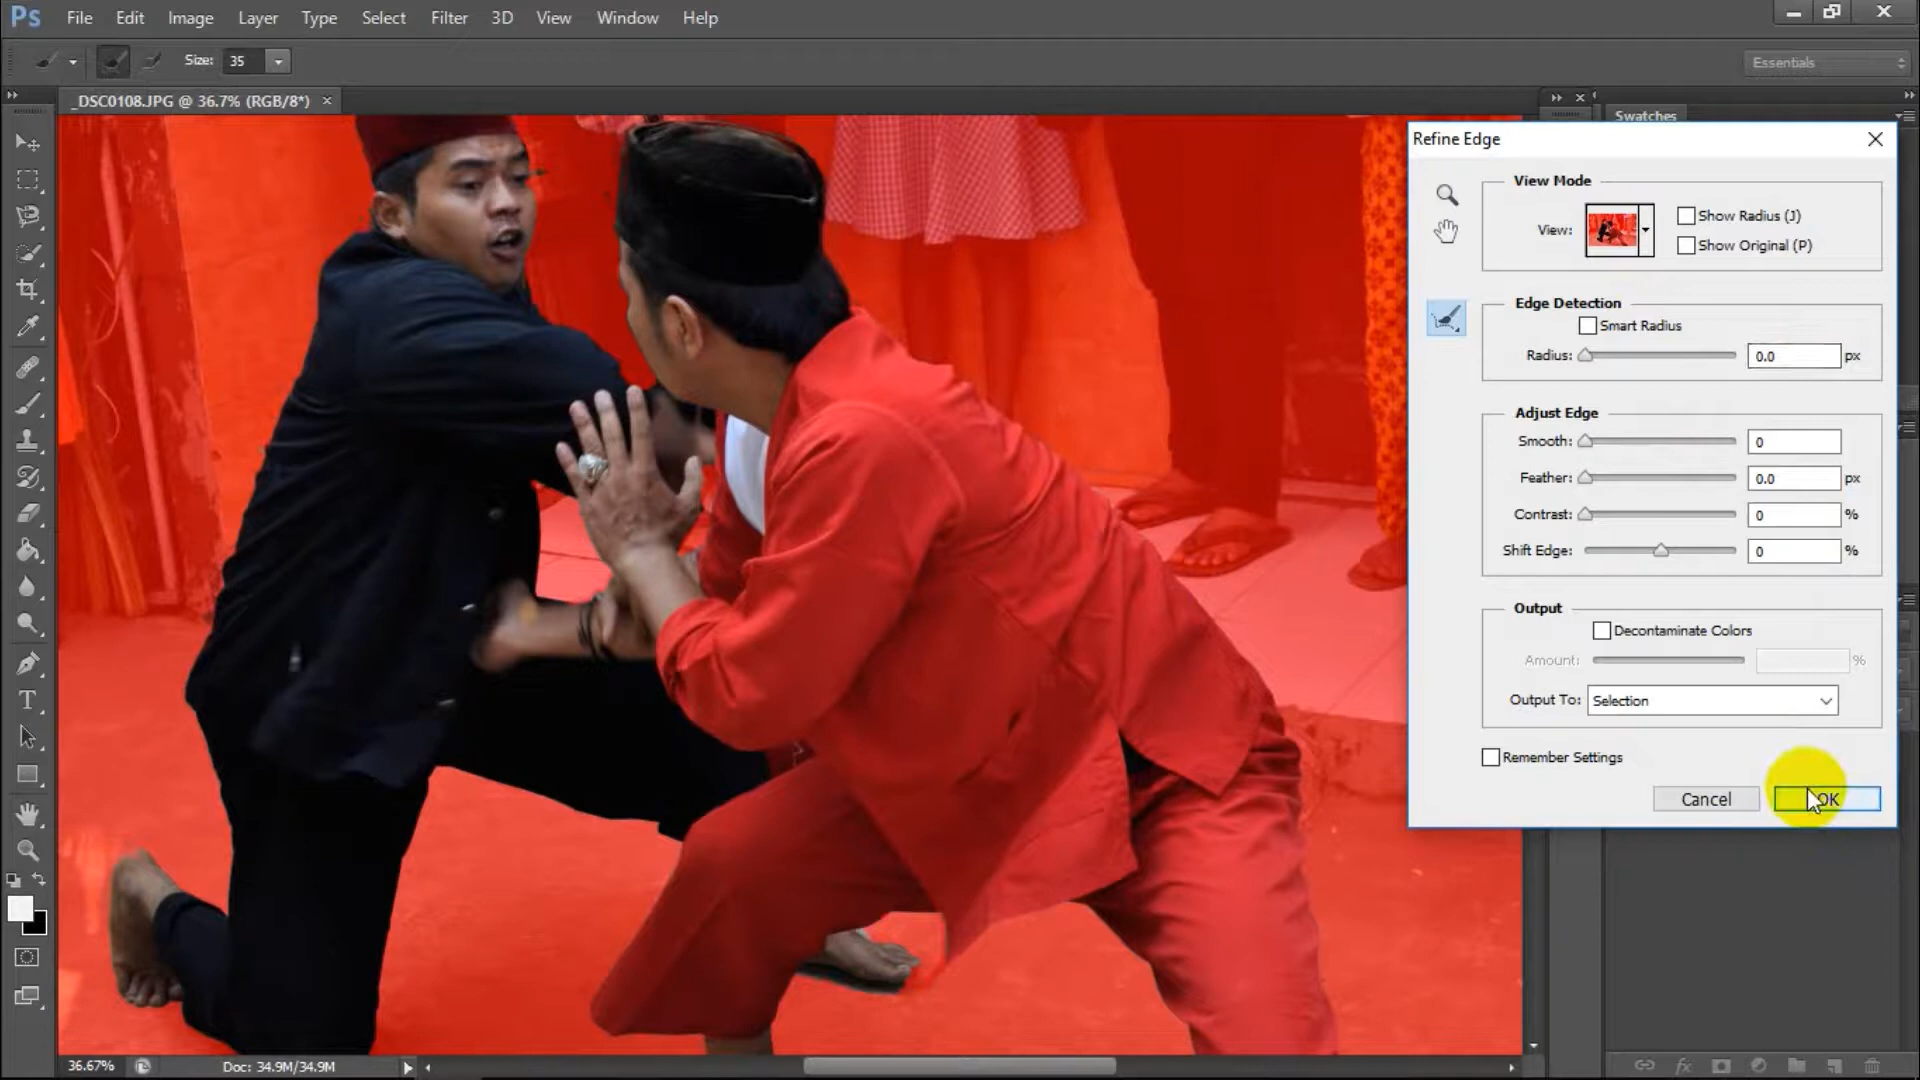 Ps File Edit Image Layer Type Select Filter 3D View Window Help
Size: 35
Essentials
_DSC0108.JPG @ 36.7% (RGB/8*)
Swatches
Refine Edge
View Mode
View:
Show Radius (J)
Show Original (P)
Edge Detection
Smart Radius
Radius: 0.0 px
Adjust Edge
Smooth: 0
Feather: 0.0 px
Contrast: 0 %
Shift Edge: 0 %
Output
Decontaminate Colors
Amount: %
Output To: Selection
Remember Settings
Cancel OK
36.67% Doc: 34.9M/34.9M